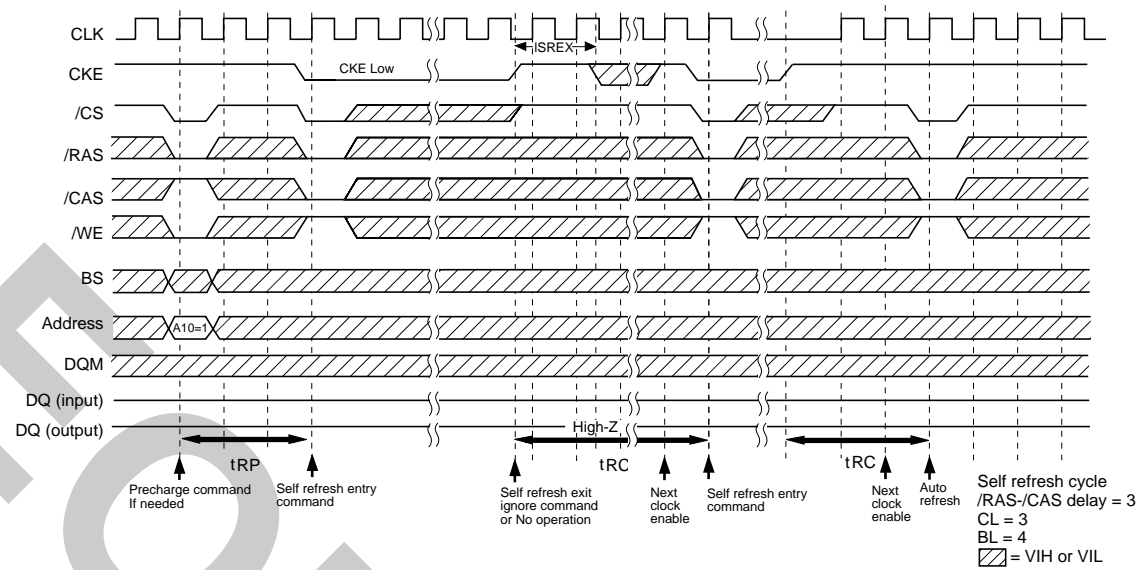 CLK
ISREX
CKE
CKE Low
/CS
/RAS
/CAS
/WE
BS
Address
A10=1
DQM
DQ (input)
DQ (output)
High-Z
tRP
tRC
tRC
Precharge command
If needed
Self refresh entry
command
Self refresh exit
ignore command
or No operation
Next
clock
enable
Self refresh entry
command
Next
clock
enable
Auto
refresh
Self refresh cycle
/RAS-/CAS delay = 3
CL = 3
BL = 4
= VIH or VIL